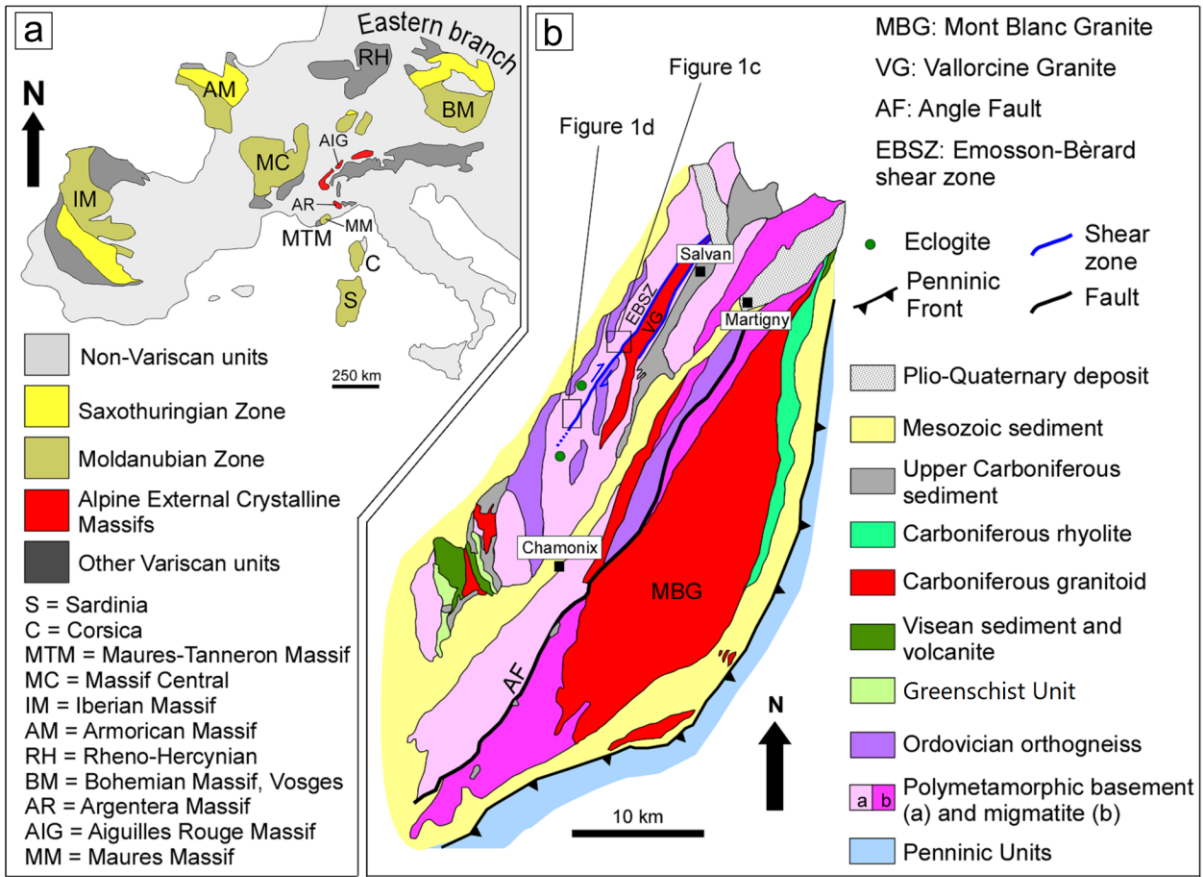 a
Eastern branch
RH
AM
BM
N
AIG
MC
IM
AR
MM
MTM
C
S
250 km
Non-Variscan units
Saxothuringian Zone
Moldanubian Zone
Alpine External Crystalline
Massifs
Other Variscan units
S = Sardinia
C = Corsica
MTM = Maures-Tanneron Massif
MC = Massif Central
IM = Iberian Massif
AM = Armorican Massif
RH = Rheno-Hercynian
BM = Bohemian Massif, Vosges
AR = Argentera Massif
AIG = Aiguilles Rouge Massif
MM = Maures Massif
b
Figure 1c
Figure 1d
Salvan
EBSZ
VG
Martigny
Chamonix
MBG
AF
N
10 km
MBG: Mont Blanc Granite
VG: Vallorcine Granite
AF: Angle Fault
EBSZ: Emosson-Bèrard
shear zone
Eclogite
Shear
zone
Penninic
Front
Fault
Plio-Quaternary deposit
Mesozoic sediment
Upper Carboniferous
sediment
Carboniferous rhyolite
Carboniferous granitoid
Visean sediment and
volcanite
Greenschist Unit
Ordovician orthogneiss
a b Polymetamorphic basement
(a) and migmatite (b)
Penninic Units